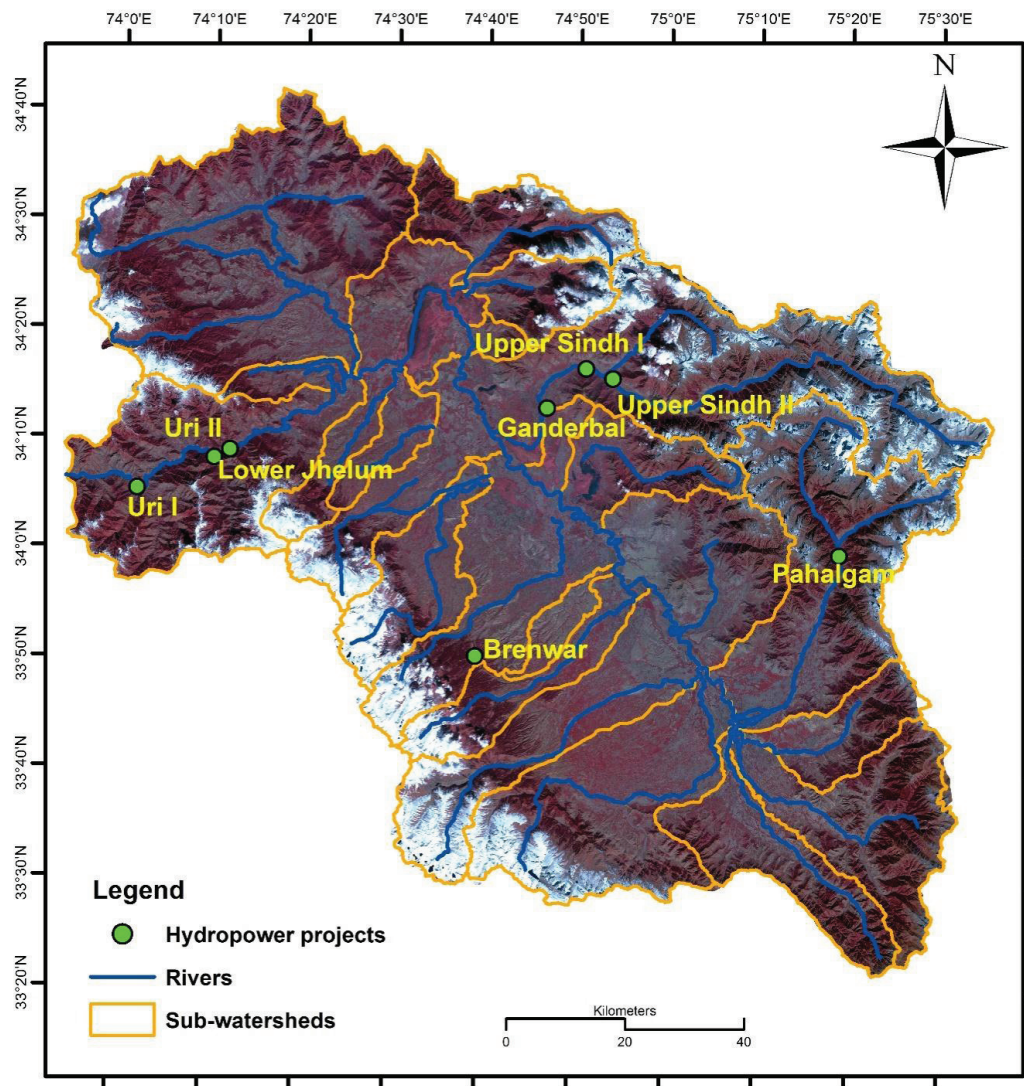 74°0'E 74°10'E 74°20'E 74°30'E 74°40'E 74°50'E 75°0'E 75°10'E 75°20'E 75°30'E
N
34°40'N
34°30'N
34°20'N
34°10'N
34°0'N
33°50'N
33°40'N
33°30'N
33°20'N
Upper Sindh I
Upper Sindh II
Ganderbal
Uri II
Lower Jhelum
Uri I
Pahalgam
Brenwar
Legend
Hydropower projects
Rivers
Sub-watersheds
Kilometers
0 20 40